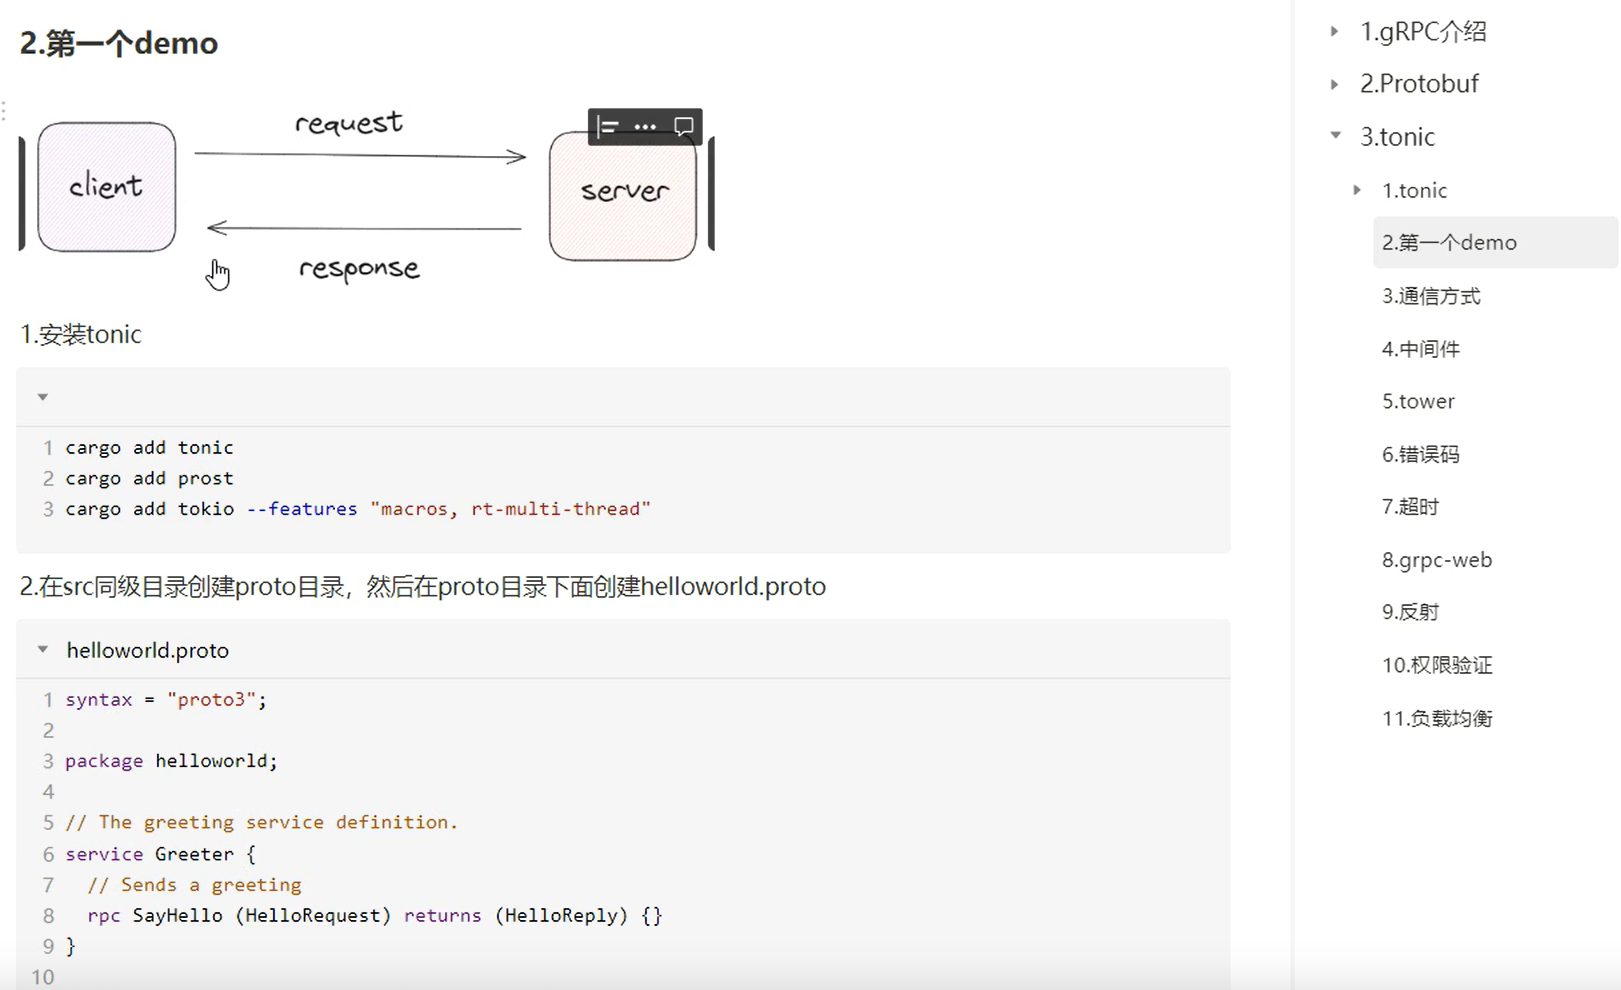 2.第一个demo
request
client
server
response
1.安装tonic
1 cargo add tonic
2 cargo add prost
3 cargo add tokio --features "macros, rt-multi-thread"
2.在src同级目录创建proto目录，然后在proto目录下面创建helloworld.proto
helloworld.proto
1 syntax = "proto3";
2
3 package helloworld;
4
5 // The greeting service definition.
6 service Greeter {
7   // Sends a greeting
8   rpc SayHello (HelloRequest) returns (HelloReply) {}
9 }
10
1.gRPC介绍
2.Protobuf
3.tonic
1.tonic
2.第一个demo
3.通信方式
4.中间件
5.tower
6.错误码
7.超时
8.grpc-web
9.反射
10.权限验证
11.负载均衡